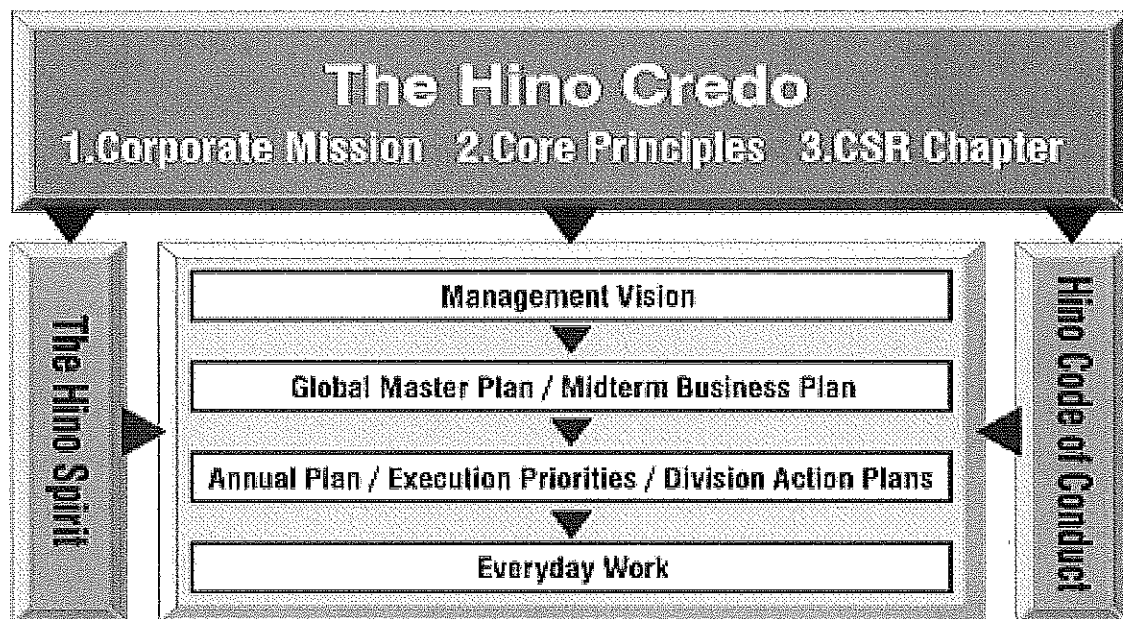 The Hino Credo
1.Corporate Mission 2.Core Principles 3.CSR Chapter
The Hino Spirit
Management Vision
Global Master Plan / Midterm Business Plan
Annual Plan / Execution Priorities / Division Action Plans
Everyday Work
Hino Code of Conduct